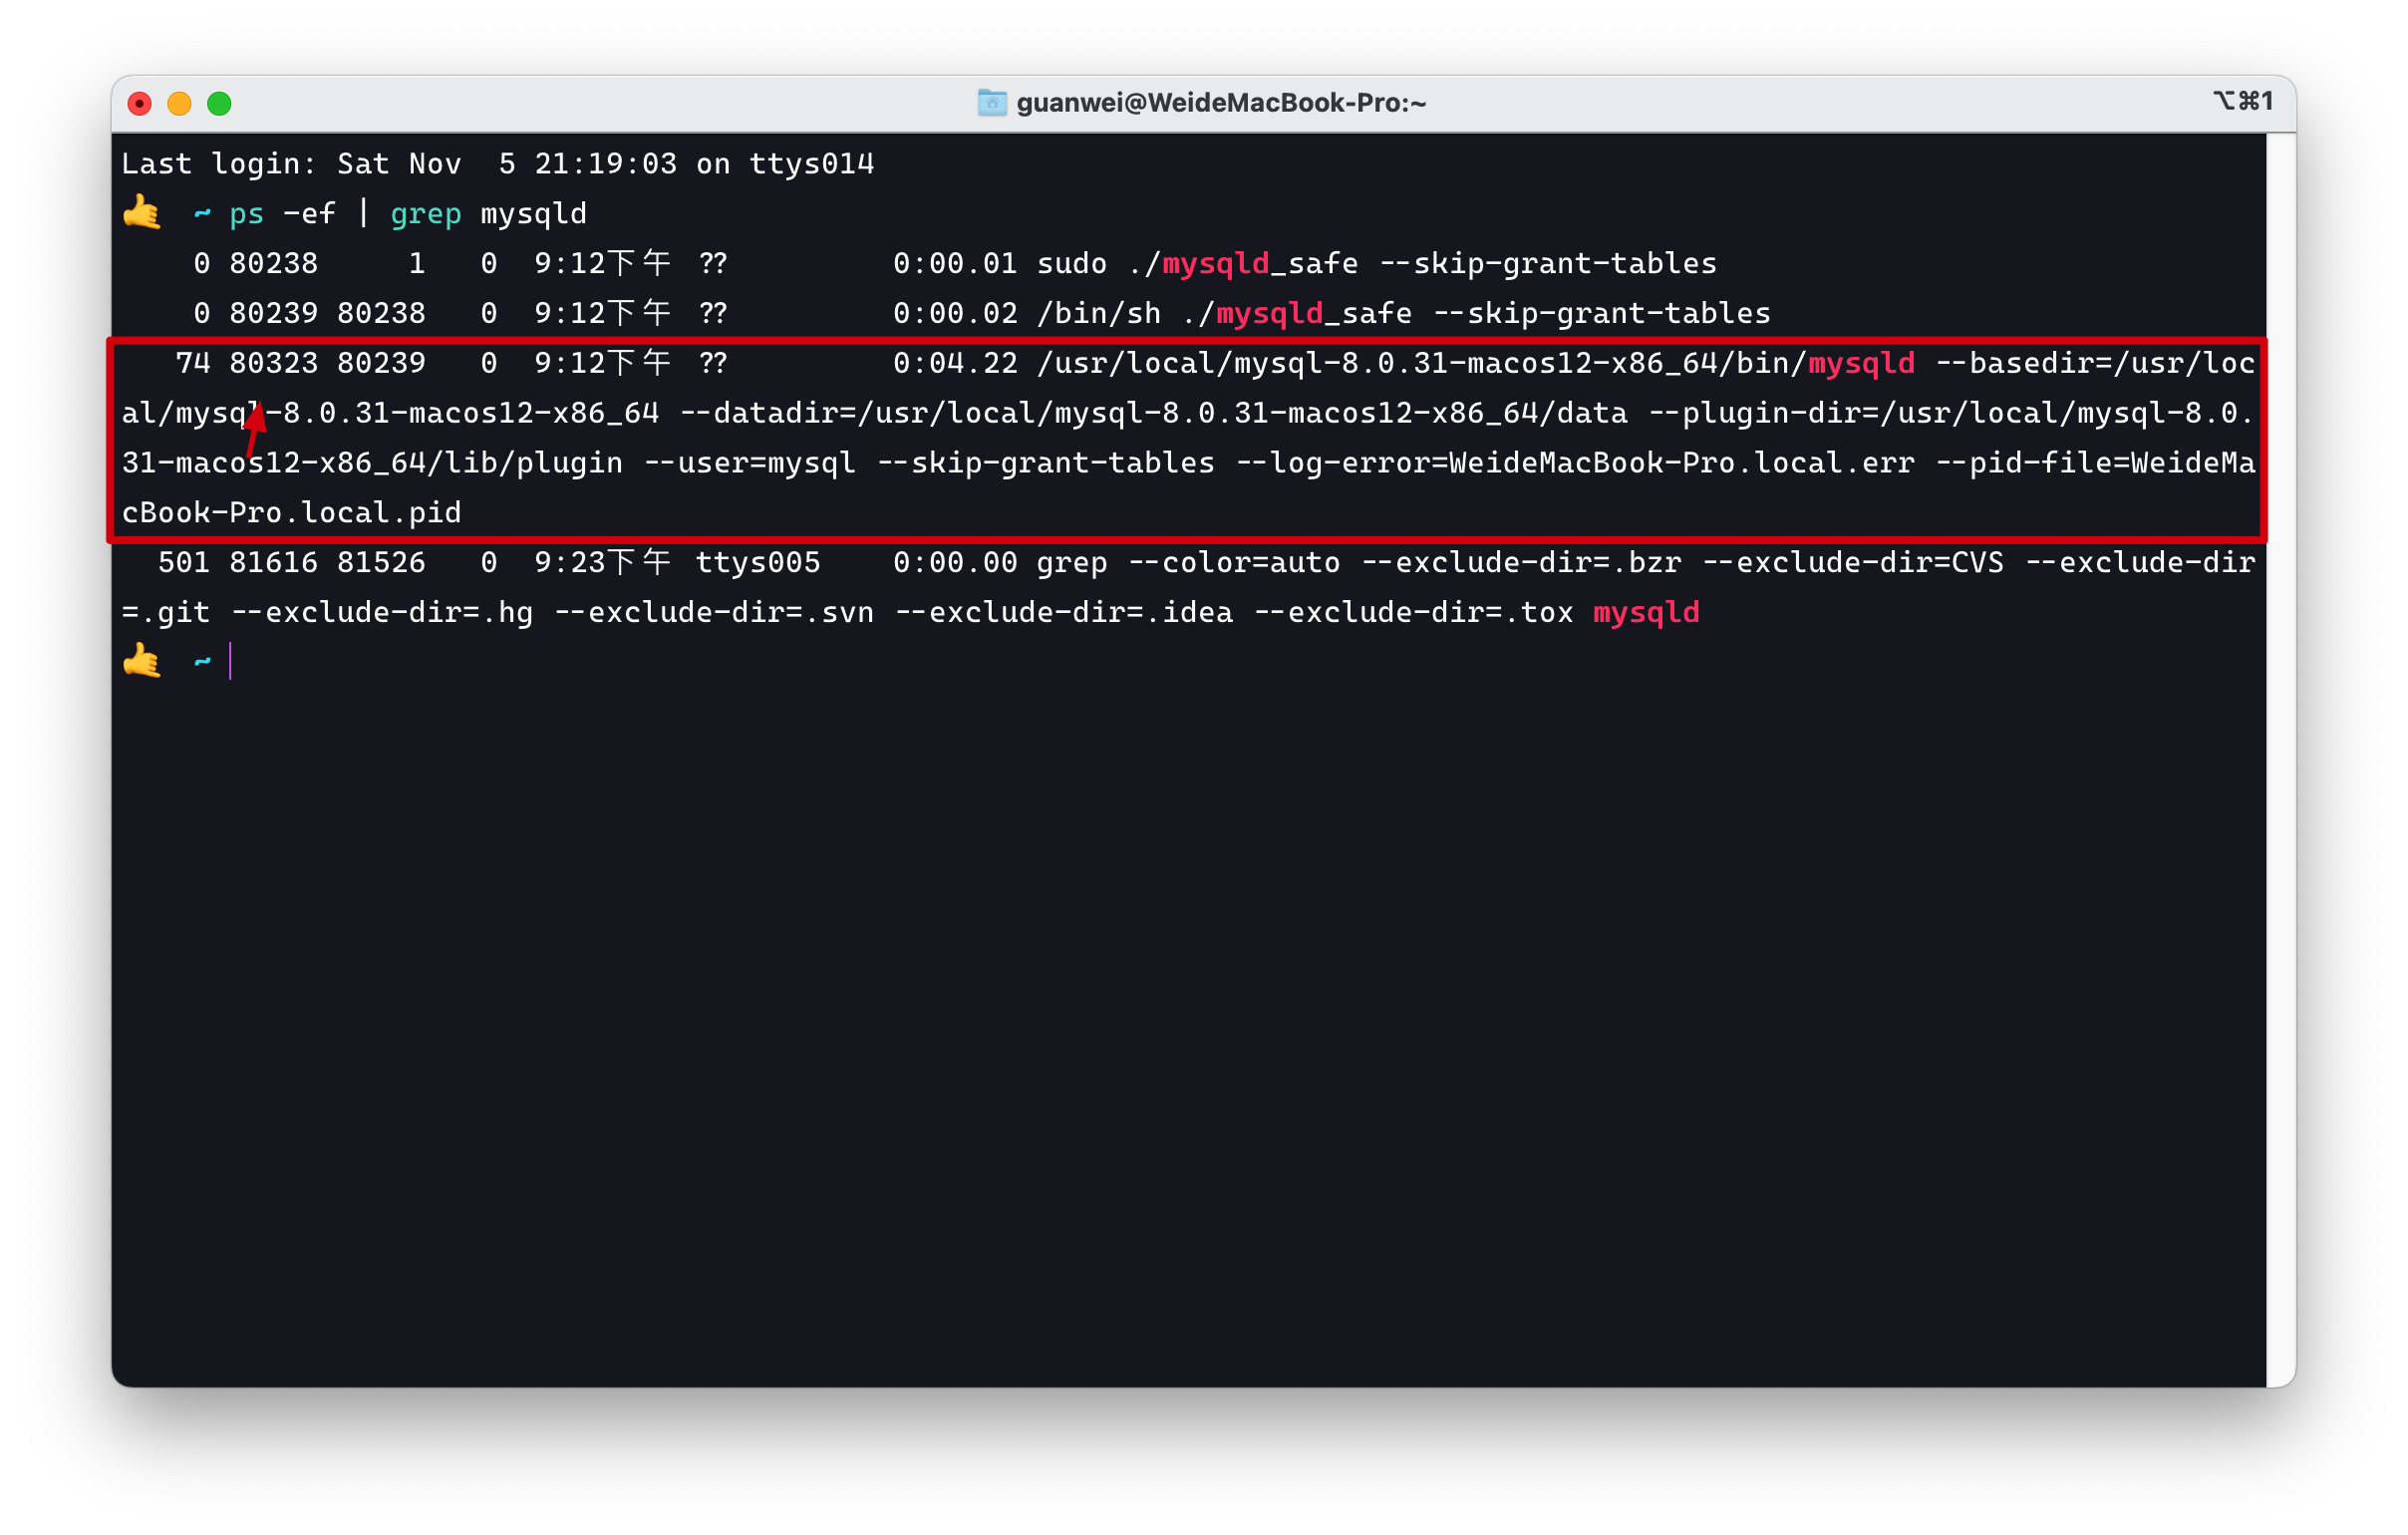 guanwei@WeideMacBook-Pro:~
⌥⌘1
Last login: Sat Nov  5 21:19:03 on ttys014
🤙  ~ ps -ef | grep mysqld
    0 80238     1   0  9:12下午 ??         0:00.01 sudo ./mysqld_safe --skip-grant-tables
    0 80239 80238   0  9:12下午 ??         0:00.02 /bin/sh ./mysqld_safe --skip-grant-tables
   74 80323 80239   0  9:12下午 ??         0:04.22 /usr/local/mysql-8.0.31-macos12-x86_64/bin/mysqld --basedir=/usr/loc
al/mysql-8.0.31-macos12-x86_64 --datadir=/usr/local/mysql-8.0.31-macos12-x86_64/data --plugin-dir=/usr/local/mysql-8.0.
31-macos12-x86_64/lib/plugin --user=mysql --skip-grant-tables --log-error=WeideMacBook-Pro.local.err --pid-file=WeideMa
cBook-Pro.local.pid
  501 81616 81526   0  9:23下午 ttys005    0:00.00 grep --color=auto --exclude-dir=.bzr --exclude-dir=CVS --exclude-dir
=.git --exclude-dir=.hg --exclude-dir=.svn --exclude-dir=.idea --exclude-dir=.tox mysqld
🤙  ~